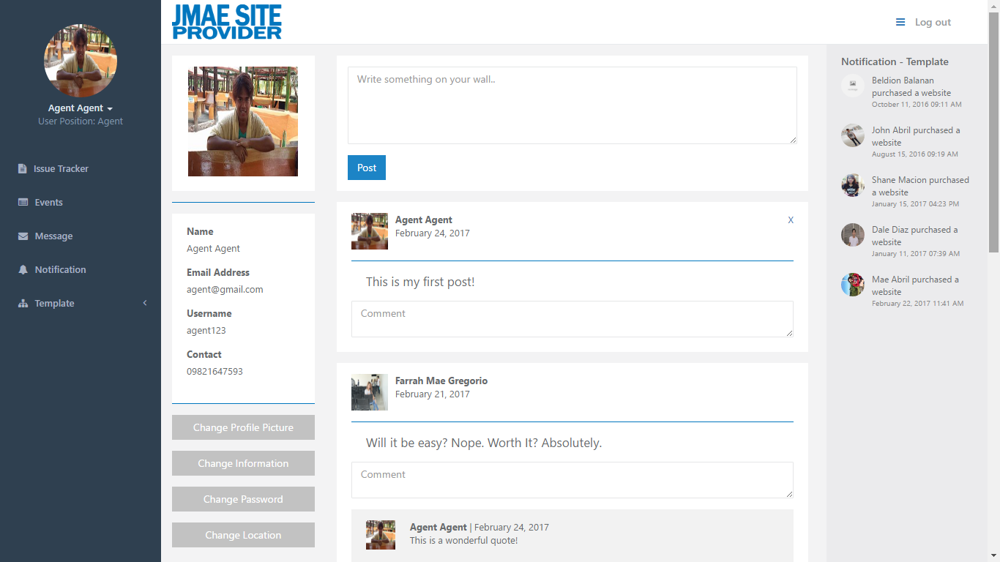 JMAE SITE
PROVIDER
Log out
Agent Agent
User Position: Agent
Issue Tracker
Events
Message
Notification
Template
Name
Agent Agent
Email Address
agent@gmail.com
Username
agent123
Contact
09821647593
Change Profile Picture
Change Information
Change Password
Change Location
Write something on your wall..
Post
Agent Agent
X
February 24, 2017
This is my first post!
Comment
Farrah Mae Gregorio
February 21, 2017
Will it be easy? Nope. Worth It? Absolutely.
Comment
Agent Agent | February 24, 2017
This is a wonderful quote!
Notification - Template
Beldion Balanan
purchased a website
October 11, 2016 09:11 AM
John Abril purchased a
website
August 15, 2016 09:19 AM
Shane Macion purchased
a website
January 15, 2017 04:23 PM
Dale Diaz purchased a
website
January 11, 2017 07:39 AM
Mae Abril purchased a
website
February 22, 2017 11:41 AM